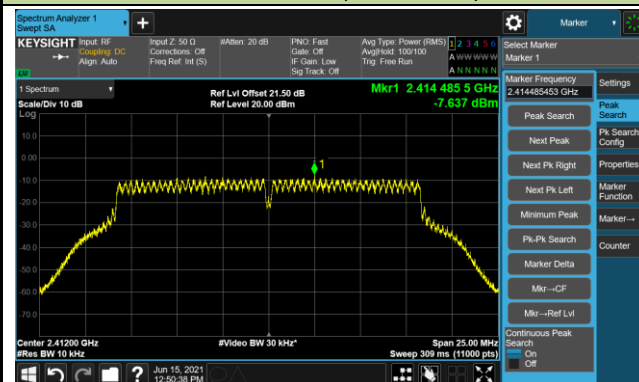 Spectrum Analyzer 1
Swept SA
Marker
KEYSIGHT
Input: RF
Coupling: DC
Align: Auto
Input Z: 50 Ω
Corrections: Off
Freq Ref: Int (S)
#Atten: 20 dB
PNO: Fast
Gate: Off
IF Gain: Low
Sig Track: Off
Avg Type: Power (RMS)
Avg|Hold: 100/100
Trig: Free Run
1 2 3 4 5 6
A W W W W W
A N N N N N
LXI
Select Marker
Marker 1
1 Spectrum
Scale/Div 10 dB
Log
Ref Lvl Offset 21.50 dB
Ref Level 20.00 dBm
Mkr1 2.414 485 5 GHz
-7.637 dBm
10.0
0.00
-10.0
-20.0
-30.0
-40.0
-50.0
-60.0
-70.0
1
Center 2.41200 GHz
#Res BW 10 kHz
#Video BW 30 kHz*
Span 25.00 MHz
Sweep 309 ms (11000 pts)
Jun 15, 2021
12:50:38 PM
Marker Frequency
2.414485453 GHz
Peak Search
Next Peak
Next Pk Right
Next Pk Left
Minimum Peak
Pk-Pk Search
Marker Delta
Mkr→CF
Mkr→Ref Lvl
Continuous Peak
Search
On
Off
Settings
Peak
Search
Pk Search
Config
Properties
Marker
Function
Marker→
Counter